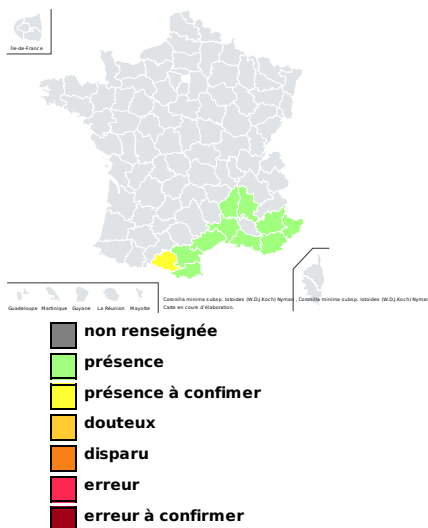 Île-de-France
Guadeloupe Martinique Guyane La Réunion Mayotte
Coronilla minima subsp. lotoides (W.D.J.Koch) Nyman , Coronilla minima subsp. lotoides (W.D.J.Koch) Nyman
Carte en cours d'élaboration.
non renseignée
présence
présence à confimer
douteux
disparu
erreur
erreur à confirmer